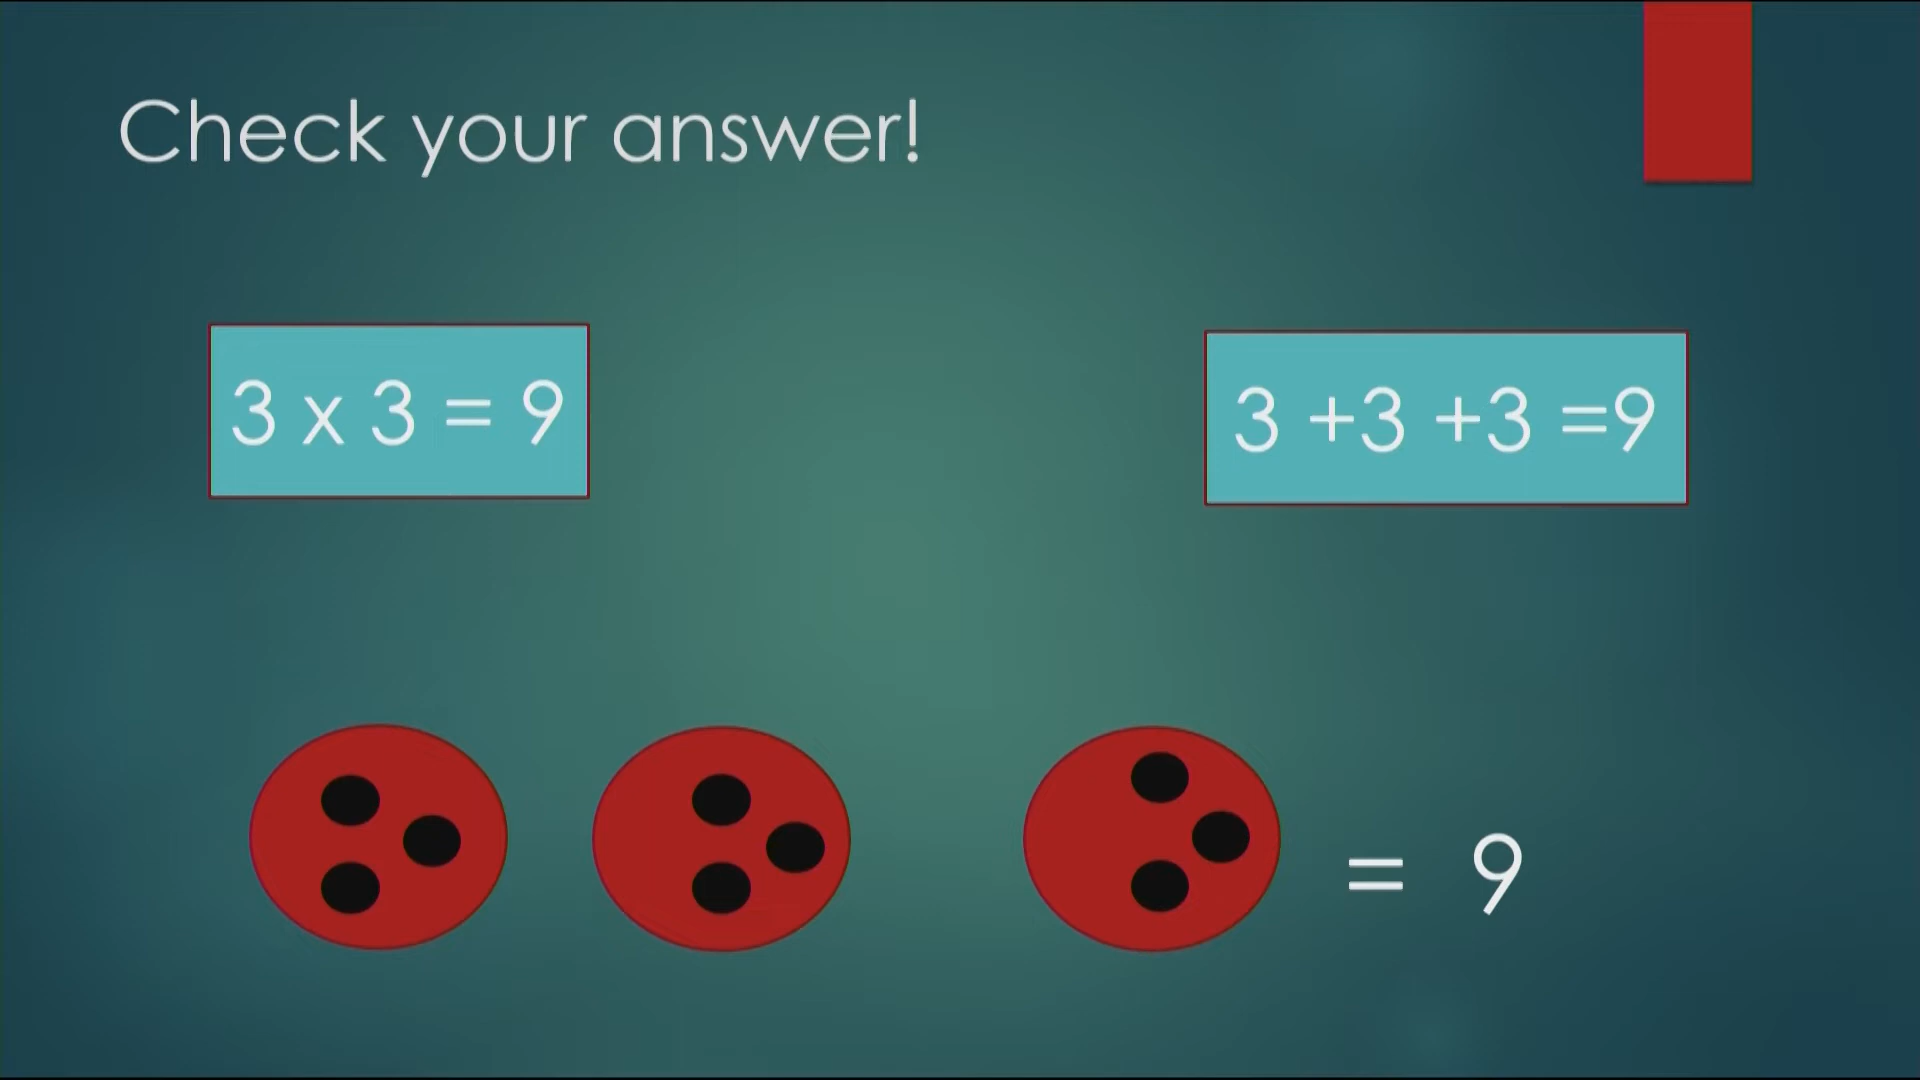 Check your answer!
3 x 3 = 9
3 +3 +3 =9
= 9